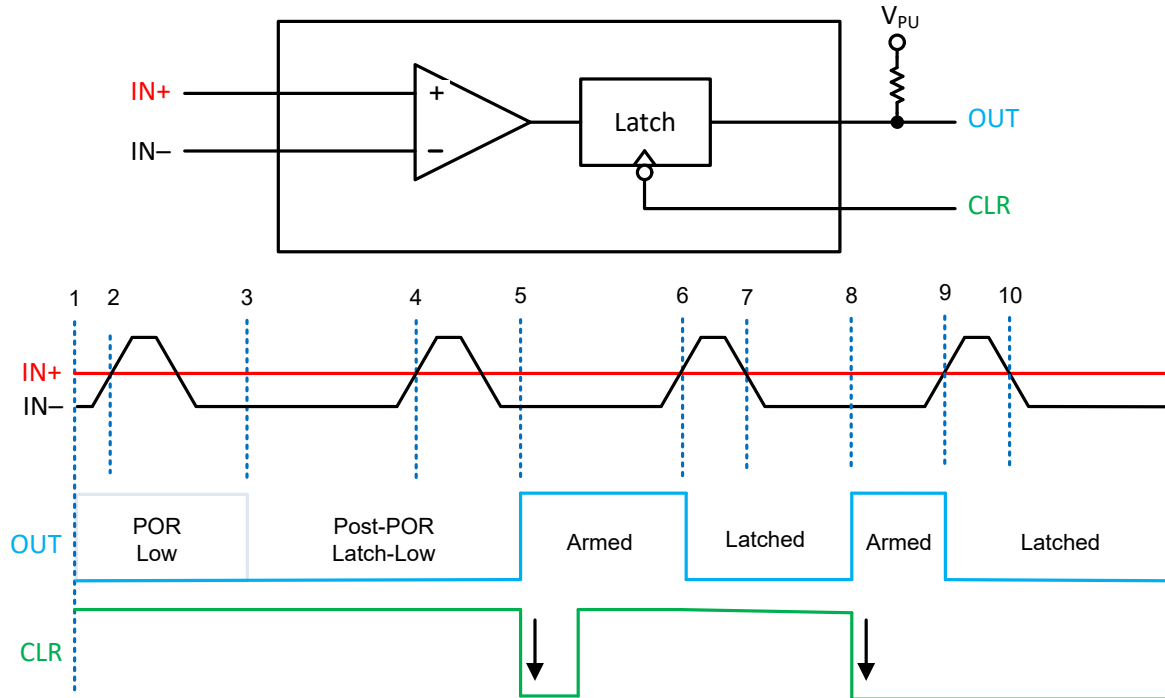 V_PU
IN+
IN–
+
–
Latch
OUT
CLR
1 2 3 4 5 6 7 8 9 10
IN+
IN–
OUT
POR
Low
Post-POR
Latch-Low
Armed
Latched
Armed
Latched
CLR